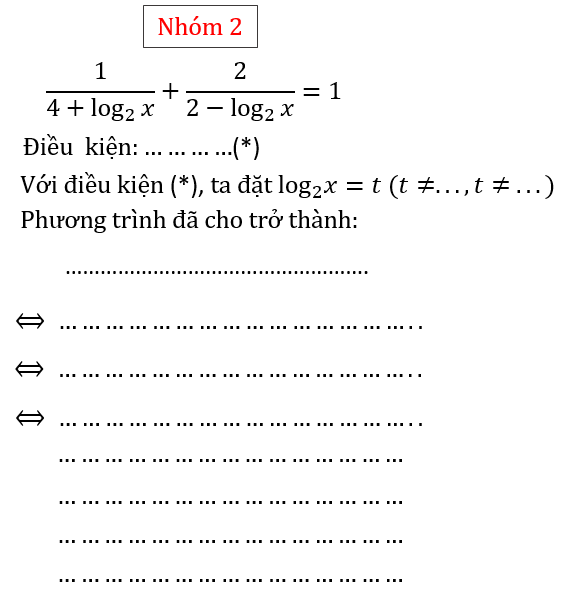 Nhóm 2
1/(4 + log₂ x) + 2/(2 − log₂ x) = 1
Điều kiện: … … … …(*)
Với điều kiện (*), ta đặt log₂x = t (t ≠…, t ≠ …)
Phương trình đã cho trở thành:
……………………………………………
⇔ … … … … … … … … … … … … … … … . .
⇔ … … … … … … … … … … … … … … … . .
⇔ … … … … … … … … … … … … … … … . .
… … … … … … … … … … … … … … …
… … … … … … … … … … … … … … …
… … … … … … … … … … … … … … …
… … … … … … … … … … … … … … …